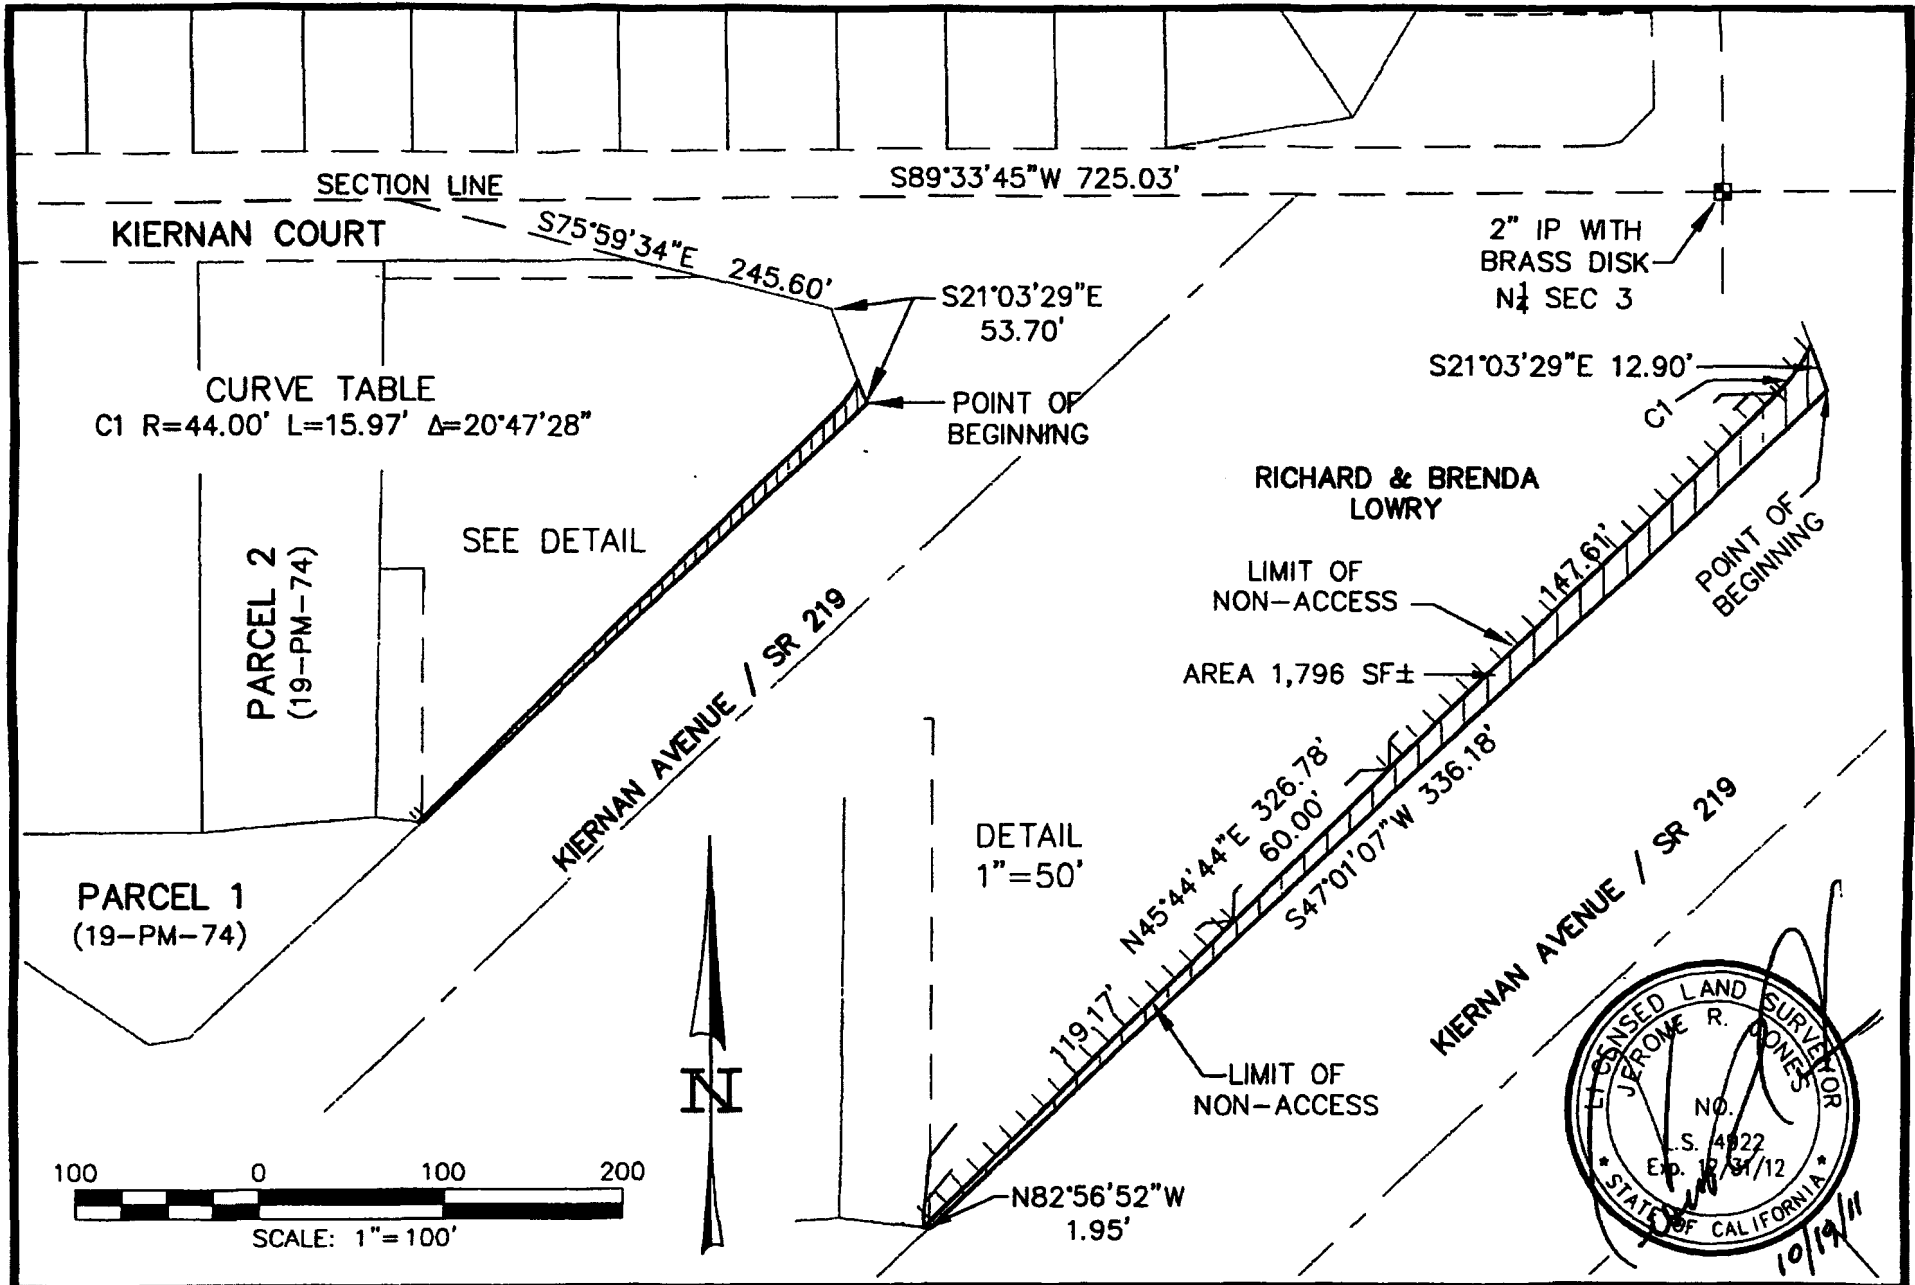 SECTION LINE
S89°33'45"W 725.03'
KIERNAN COURT
S75°59'34"E 245.60'
S21°03'29"E
53.70'
2" IP WITH
BRASS DISK
N¼ SEC 3
CURVE TABLE
C1 R=44.00' L=15.97' Δ=20°47'28"
POINT OF
BEGINNING
S21°03'29"E 12.90'
C1
RICHARD & BRENDA
LOWRY
POINT OF
BEGINNING
SEE DETAIL
PARCEL 2
(19-PM-74)
LIMIT OF
NON-ACCESS
147.61'
AREA 1,796 SF±
KIERNAN AVENUE / SR 219
N45°44'44"E 326.78'
60.00'
S47°01'07"W 336.18'
DETAIL
1"=50'
PARCEL 1
(19-PM-74)
119.17'
LIMIT OF
NON-ACCESS
KIERNAN AVENUE / SR 219
N
N82°56'52"W
1.95'
100 0 100 200
SCALE: 1"=100'
LICENSED LAND SURVEYOR
JEROME R. JONES
NO.
L.S. 4922
Exp. 12/31/12
* STATE OF CALIFORNIA *
10/19/11